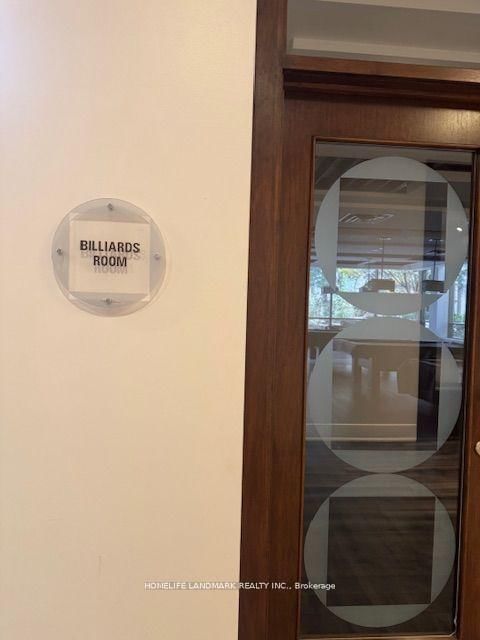 BILLIARDS
ROOM
HOMELIFE LANDMARK REALTY INC., Brokerage